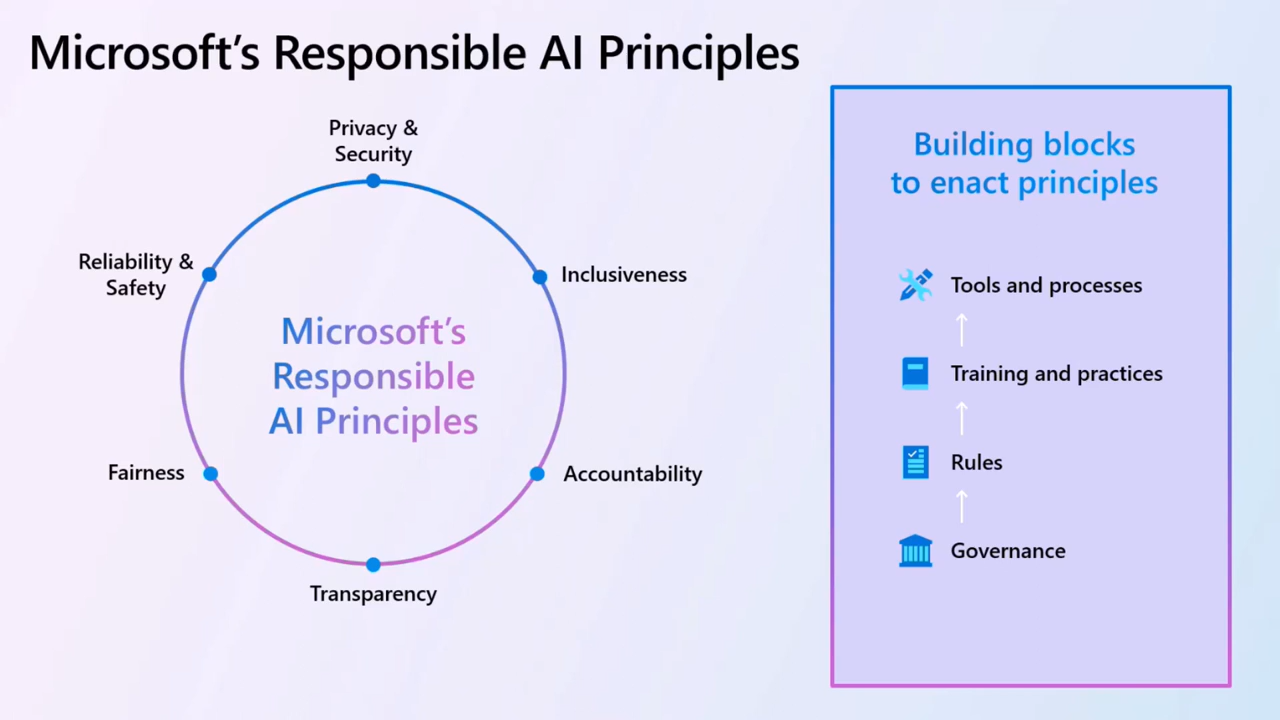 Microsoft's Responsible AI Principles
Privacy &
Security
Reliability &
Safety
Inclusiveness
Microsoft's
Responsible
AI Principles
Fairness
Accountability
Transparency
Building blocks
to enact principles
Tools and processes
Training and practices
Rules
Governance